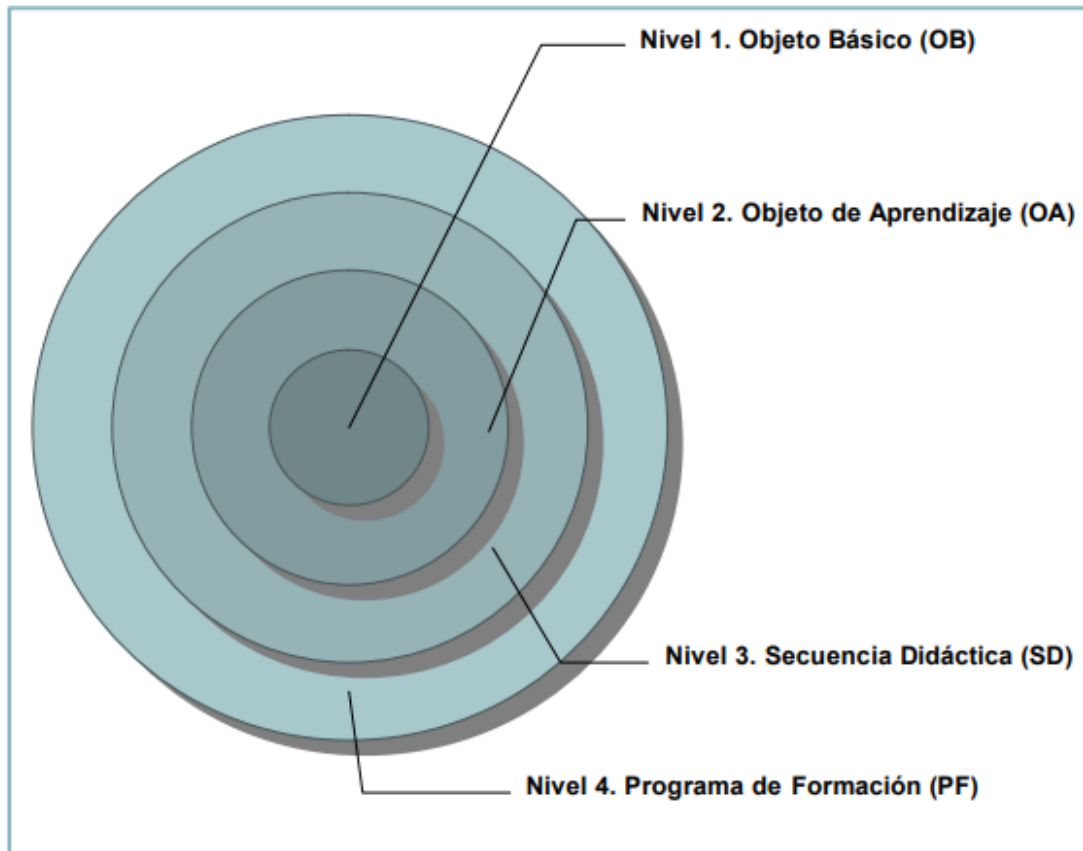 Nivel 1. Objeto Básico (OB)
Nivel 2. Objeto de Aprendizaje (OA)
Nivel 3. Secuencia Didáctica (SD)
Nivel 4. Programa de Formación (PF)